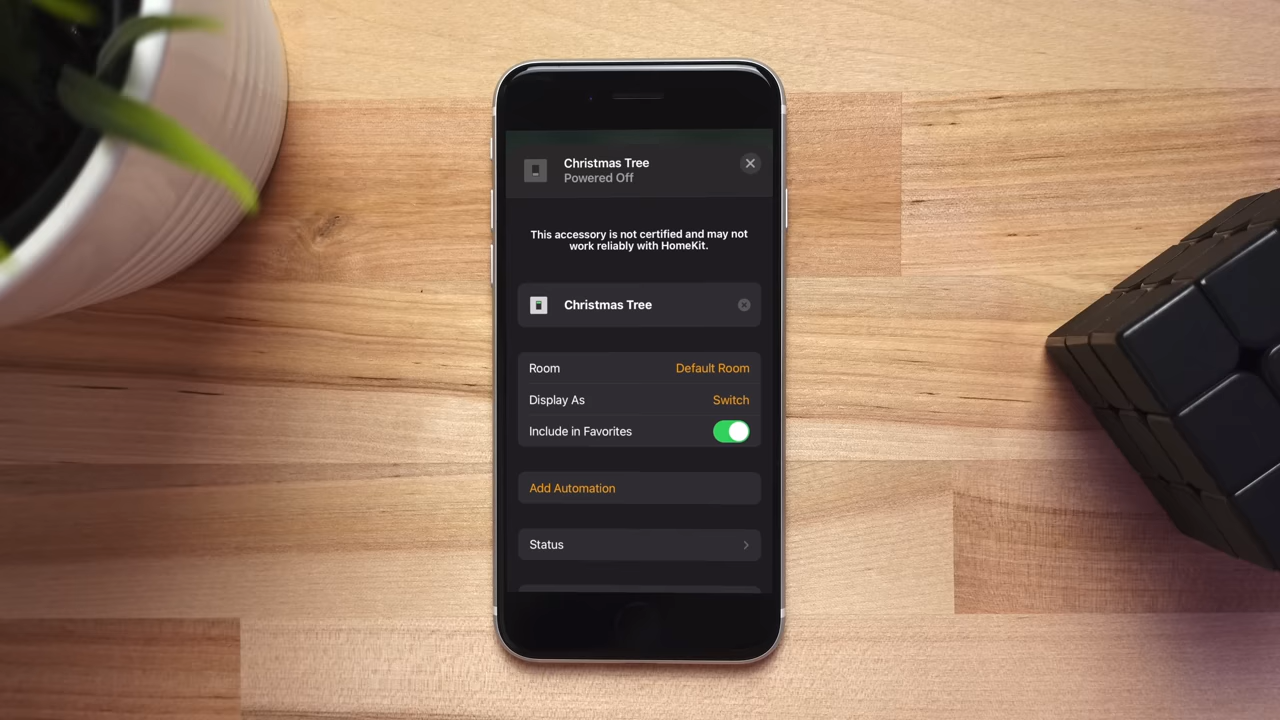 Christmas Tree
Powered Off
This accessory is not certified and may not
work reliably with HomeKit.
Christmas Tree
Room Default Room
Display As Switch
Include in Favorites
Add Automation
Status